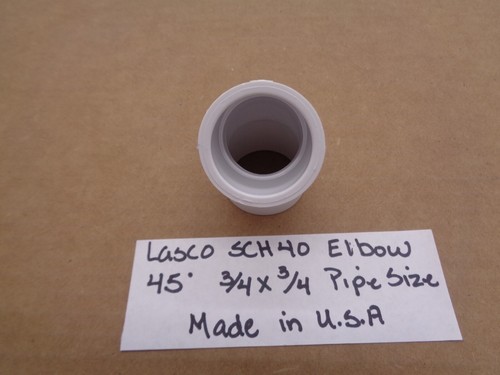 Lasco SCH 40 Elbow
45° 3/4 x 3/4 Pipe Size
Made in U.S.A